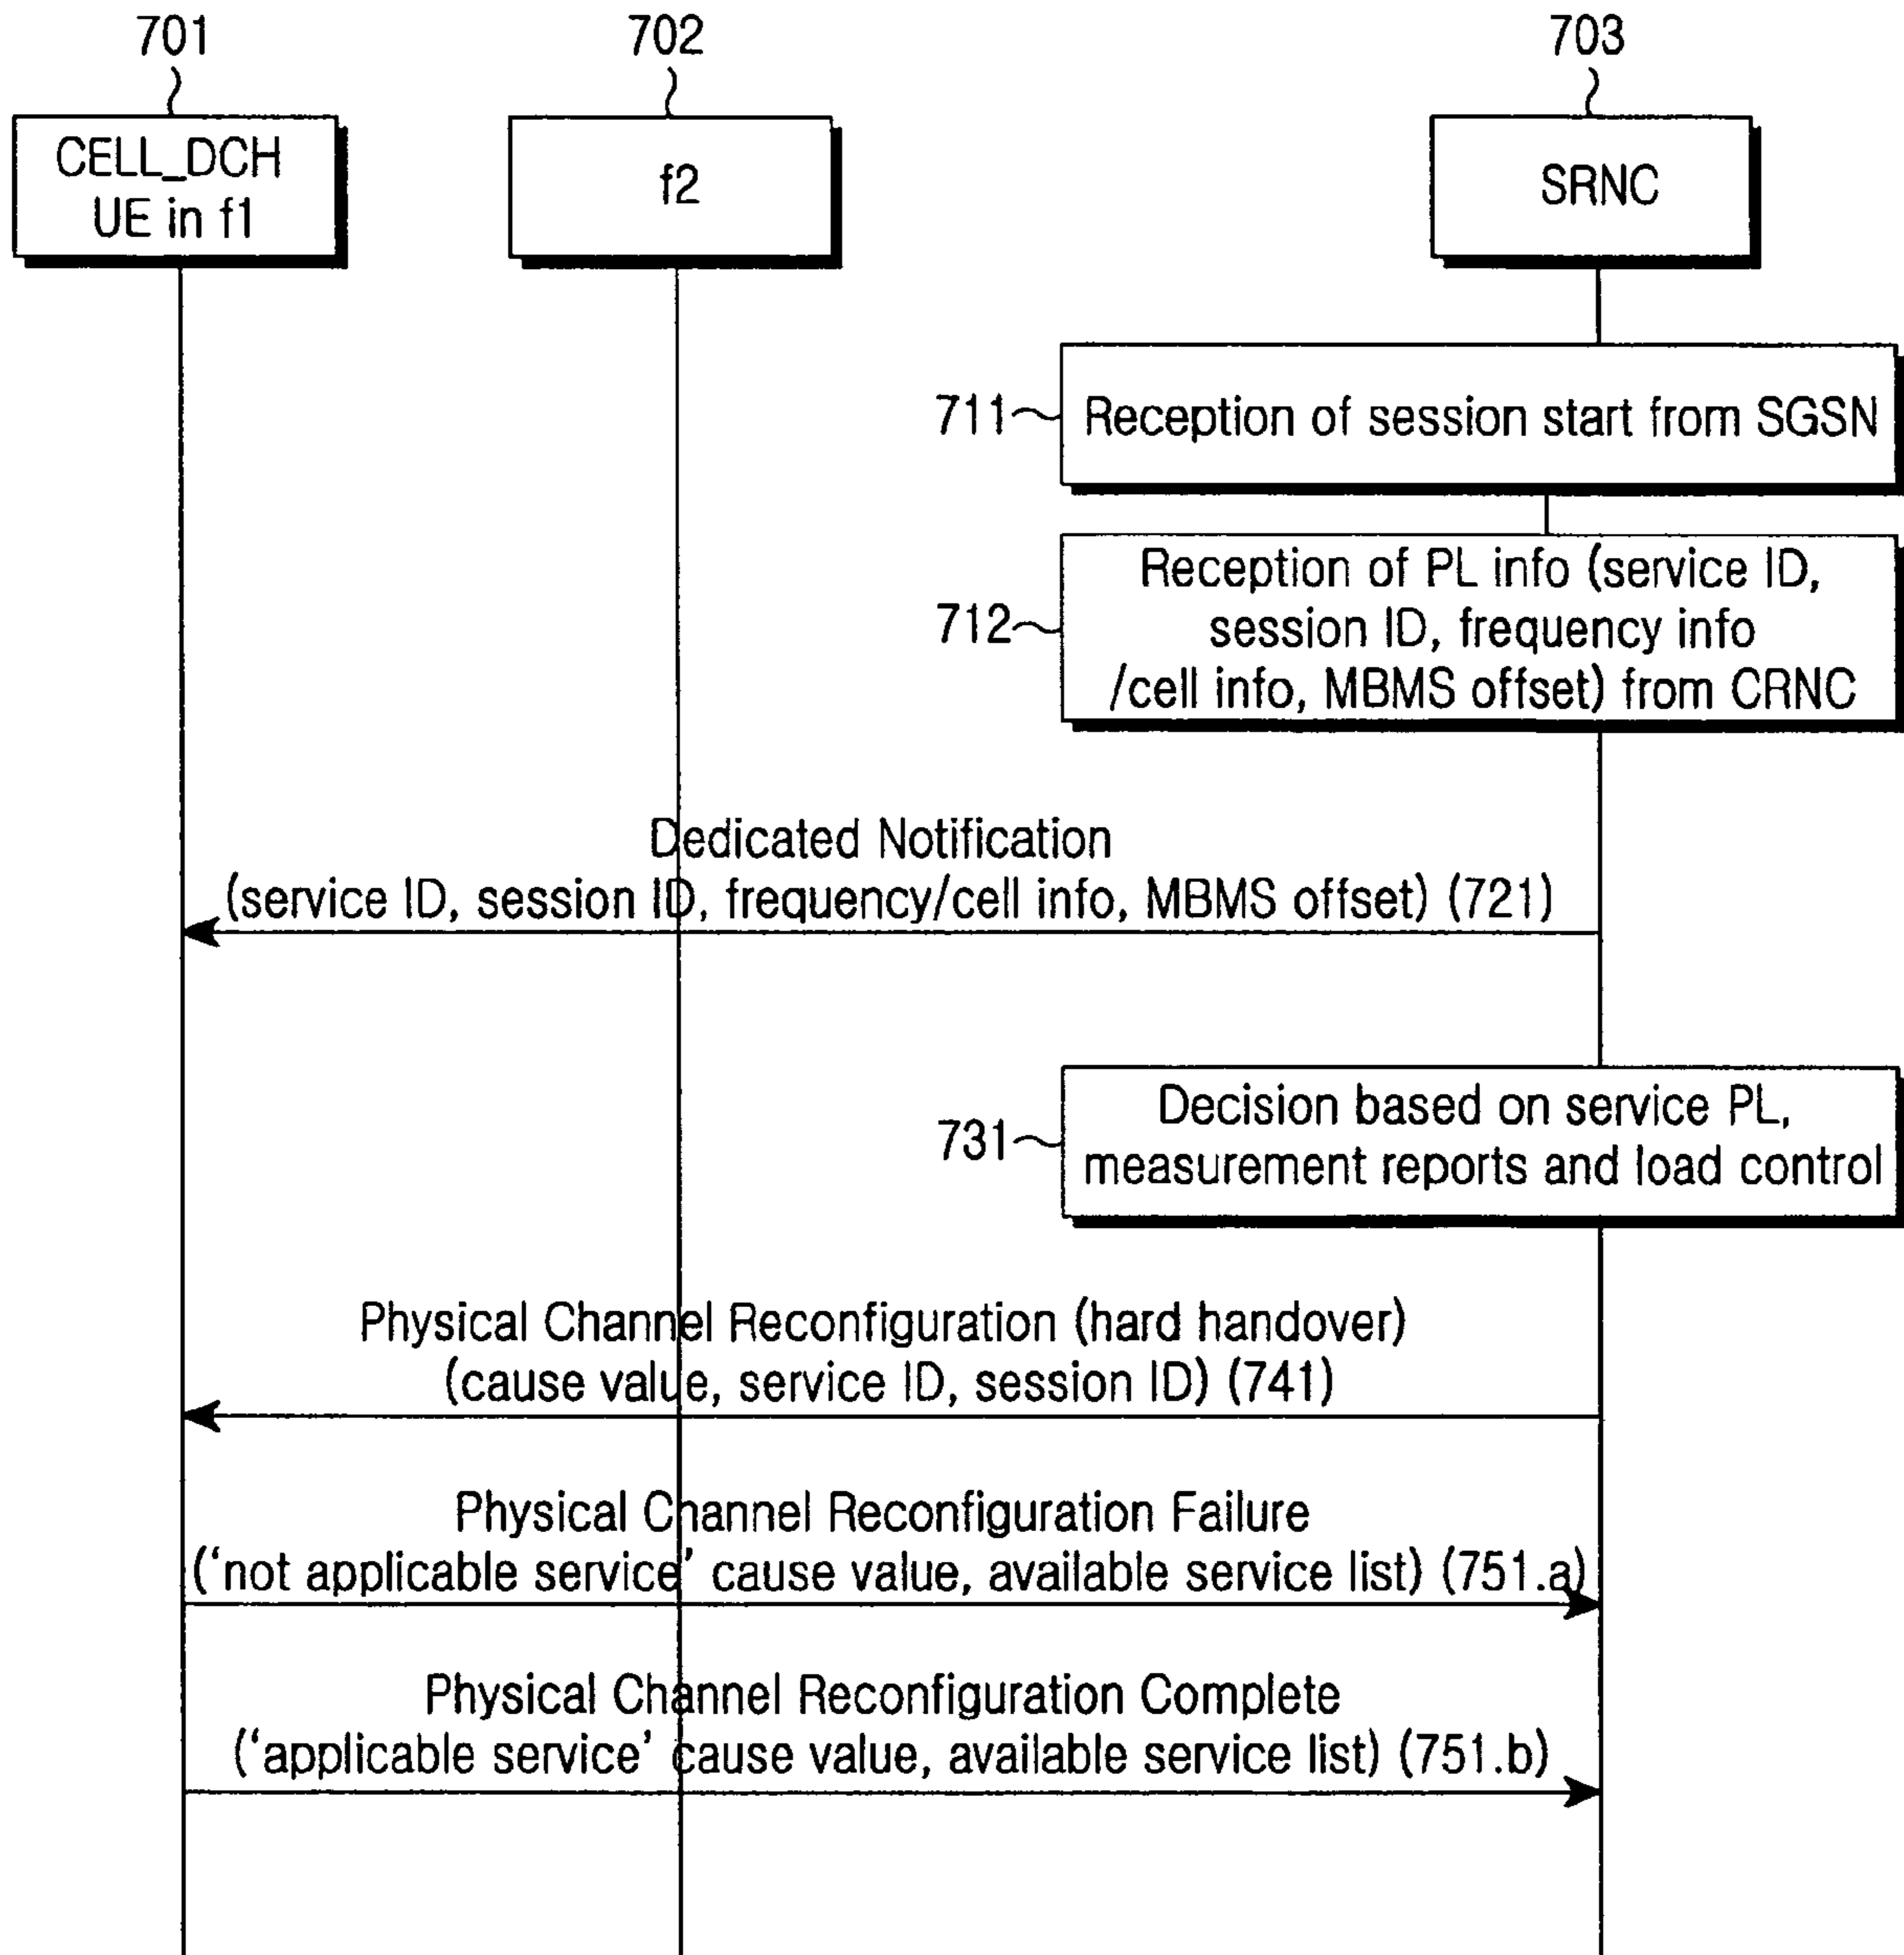 701
702
703
CELL_DCH
UE in f1
f2
SRNC
711
Reception of session start from SGSN
712
Reception of PL info (service ID,
session ID, frequency info
/cell info, MBMS offset) from CRNC
Dedicated Notification
(service ID, session ID, frequency/cell info, MBMS offset) (721)
731
Decision based on service PL,
measurement reports and load control
Physical Channel Reconfiguration (hard handover)
(cause value, service ID, session ID) (741)
Physical Channel Reconfiguration Failure
(‘not applicable service’ cause value, available service list) (751.a)
Physical Channel Reconfiguration Complete
(‘applicable service’ cause value, available service list) (751.b)